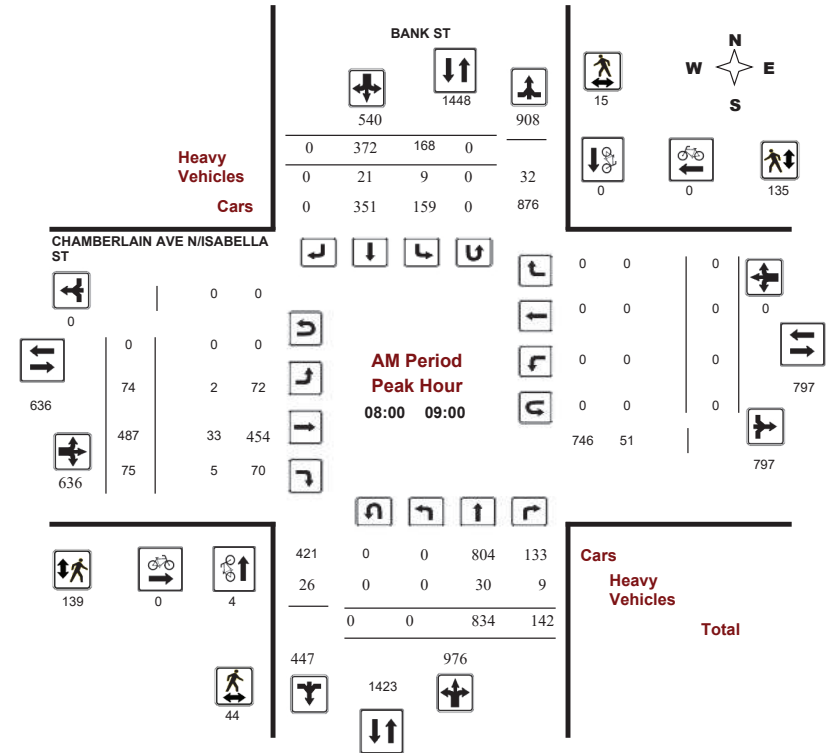 BANK ST
N
W E
S
1448
15
540 908
0 372 168 0
Heavy
Vehicles
0 21 9 0 32
Cars
0 351 159 0 876
0 0 135
CHAMBERLAIN AVE N/ISABELLA
ST
0 0
0
0 0 0
74 2 72
636
487 33 454
75 5 70
636
AM Period
Peak Hour
08:00 09:00
0 0 0
0 0 0
0
0 0 0
797
0 0 0
746 51
797
421 0 0 804 133
Cars
26 0 0 30 9
Heavy
Vehicles
0 0 834 142
Total
139 0 4
447 976
1423
44